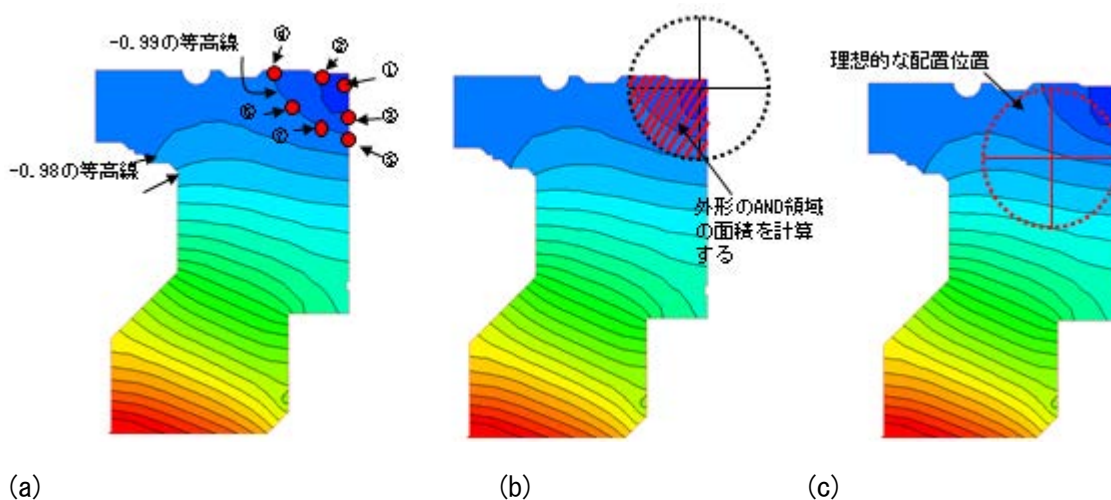 -0.99の等高線
④
②
①
⑥
③
⑦
⑤
-0.98の等高線
外形のAND領域
の面積を計算
する
理想的な配置位置
(a)
(b)
(c)